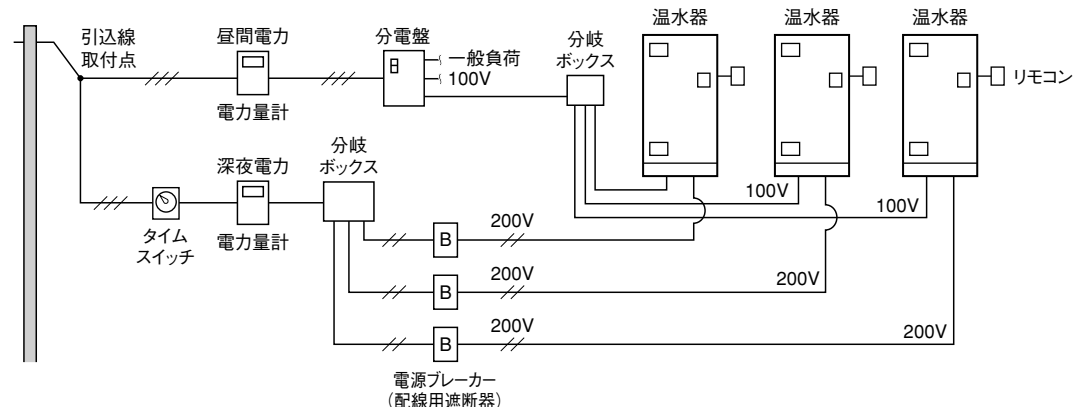 引込線
取付点
昼間電力
電力量計
分電盤
一般負荷
100V
分岐
ボックス
温水器
温水器
温水器
リモコン
100V
100V
タイム
スイッチ
深夜電力
電力量計
分岐
ボックス
B
200V
B
200V
200V
B
200V
200V
電源ブレーカー
(配線用遮断器)